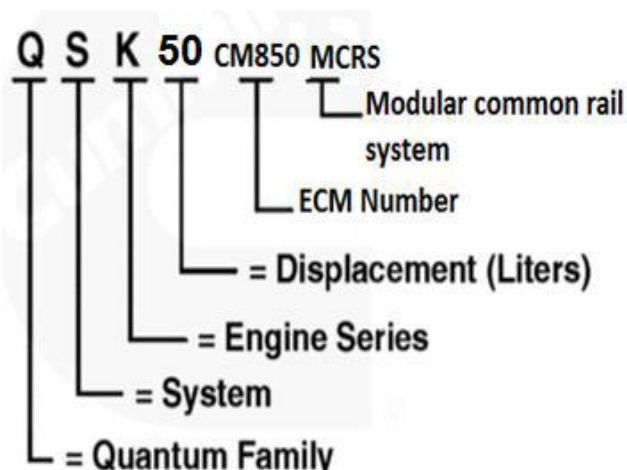 Q S K 50 CM850 MCRS
Modular common rail
system
ECM Number
= Displacement (Liters)
= Engine Series
= System
= Quantum Family